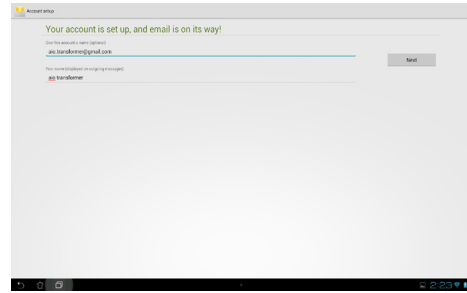 Account setup
Your account is set up, and email is on its way!
Give this account a name (optional)
aio.transformer@gmail.com
Next
Your name (displayed on outgoing messages)
aio transformer
2:23